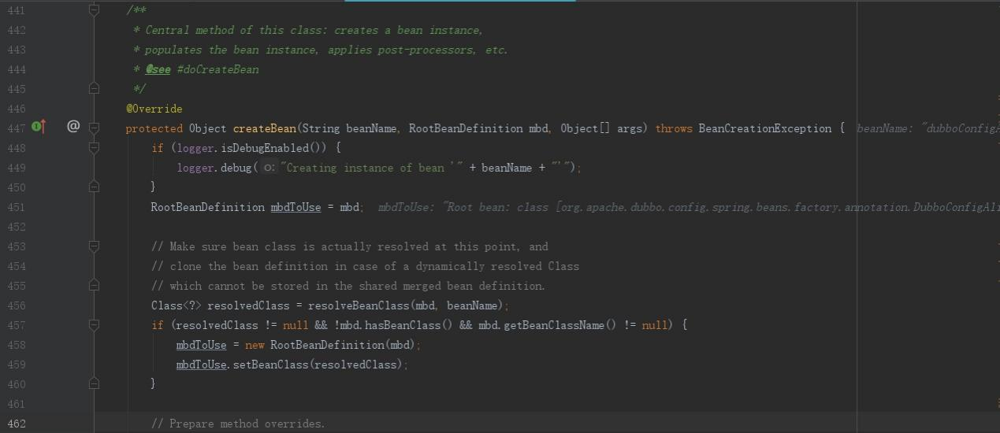 441 /**
442 * Central method of this class: creates a bean instance,
443 * populates the bean instance, applies post-processors, etc.
444 * @see #doCreateBean
445 */
446 @Override
447 @ protected Object createBean(String beanName, RootBeanDefinition mbd, Object[] args) throws BeanCreationException { beanName: "dubboConfigA
448 if (logger.isDebugEnabled()) {
449 logger.debug( o: "Creating instance of bean '" + beanName + "'");
450 }
451 RootBeanDefinition mbdToUse = mbd; mbdToUse: "Root bean: class [org.apache.dubbo.config.spring.beans.factory.annotation.DubboConfigAli
452
453 // Make sure bean class is actually resolved at this point, and
454 // clone the bean definition in case of a dynamically resolved Class
455 // which cannot be stored in the shared merged bean definition.
456 Class<?> resolvedClass = resolveBeanClass(mbd, beanName);
457 if (resolvedClass != null && !mbd.hasBeanClass() && mbd.getBeanClassName() != null) {
458 mbdToUse = new RootBeanDefinition(mbd);
459 mbdToUse.setBeanClass(resolvedClass);
460 }
461
462 // Prepare method overrides.